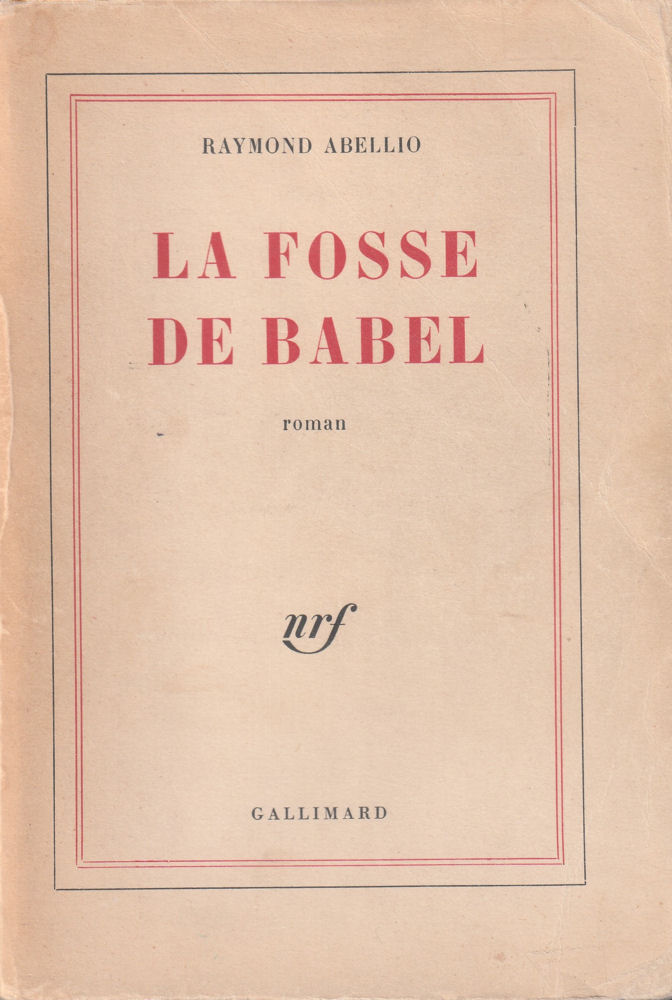 RAYMOND ABELLIO
LA FOSSE
DE BABEL
roman
nrf
GALLIMARD